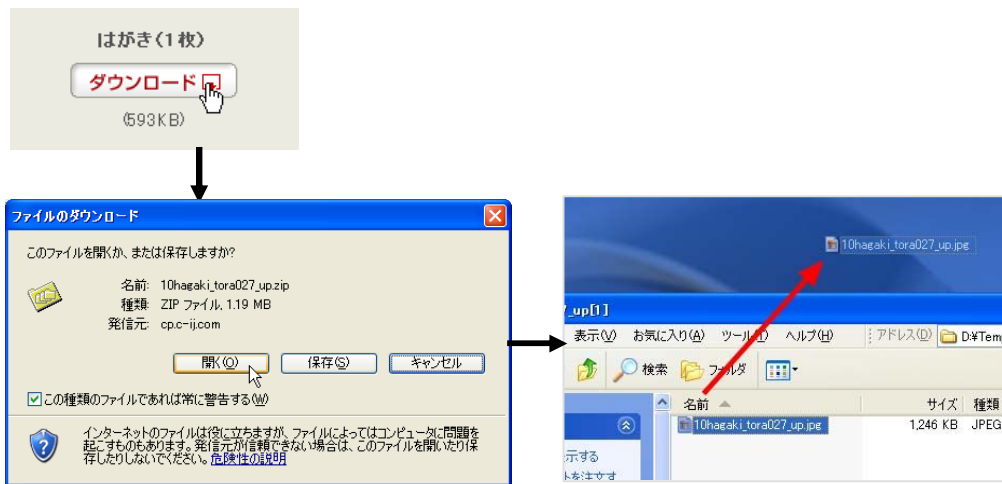 はがき(1枚)
ダウンロード
(593KB)
ファイルのダウンロード
このファイルを開くか、または保存しますか?
名前: 10hagaki_tora027_up.zip
種類: ZIP ファイル, 1.19 MB
発信元: cp.c-ij.com
開く(O)
保存(S)
キャンセル
この種類のファイルであれば常に警告する(W)
インターネットのファイルは役に立ちますが、ファイルによってはコンピュータに問題を
起こすものもあります。発信元が信頼できない場合は、このファイルを開いたり保
存したりしないでください。危険性の説明
10hagaki_tora027_up.jpg
_up[1]
表示(V) お気に入り(A) ツール(T) ヘルプ(H) アドレス(D) D:¥Tem
検索 フォルダ
名前 サイズ 種類
10hagaki_tora027_up.jpg 1,246 KB JPEG
示する